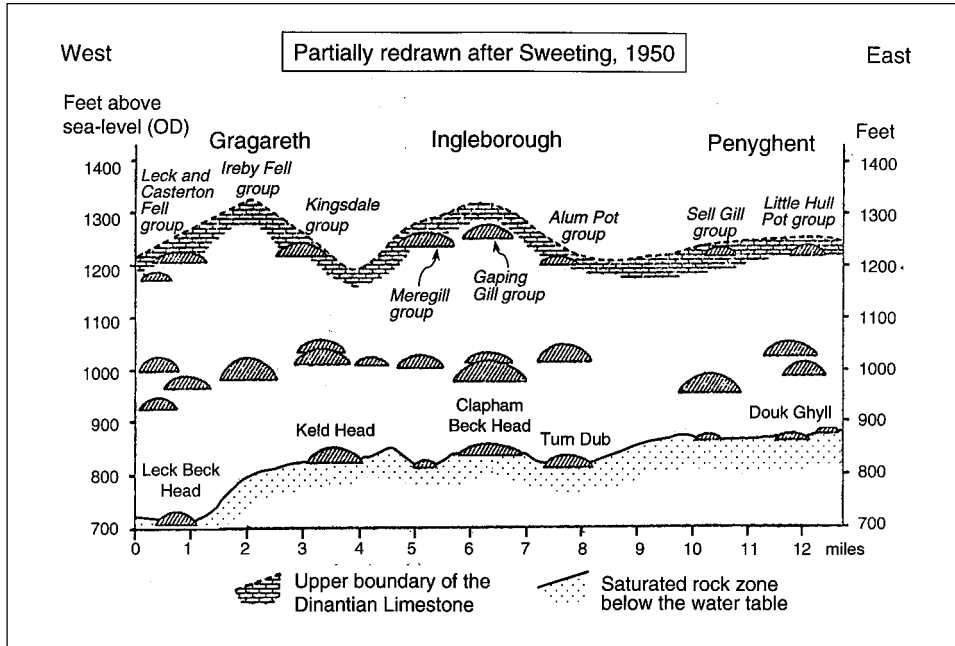 Partially redrawn after Sweeting, 1950
West
East
Feet above
sea-level (OD)
Feet
Gragareth
Ingleborough
Penyghent
Leck and
Casterton
Fell
group
Ireby Fell
group
Kingsdale
group
Meregill
group
Gaping
Gill group
Alum Pot
group
Sell Gill
group
Little Hull
Pot group
1400
1300
1200
1100
1000
900
800
700
1400
1300
1200
1100
1000
900
800
700
Leck Beck
Head
Keld Head
Clapham
Beck Head
Turn Dub
Douk Ghyll
0 1 2 3 4 5 6 7 8 9 10 11 12 miles
Upper boundary of the
Dinantian Limestone
Saturated rock zone
below the water table